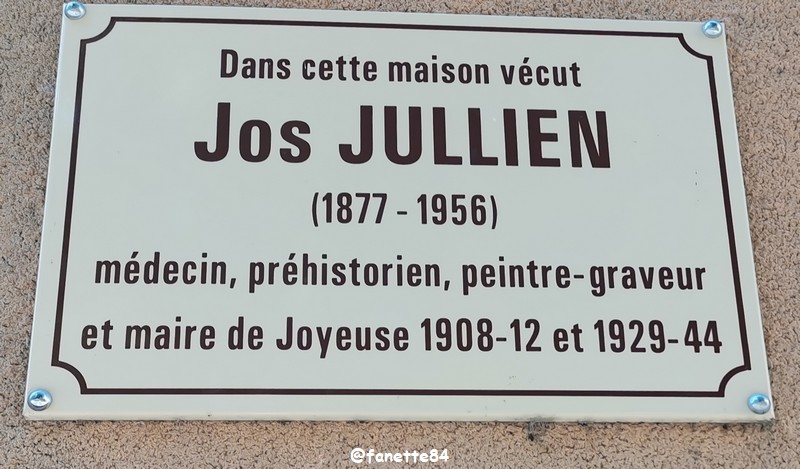 Dans cette maison vécut
Jos JULLIEN
(1877 - 1956)
médecin, préhistorien, peintre-graveur
et maire de Joyeuse 1908-12 et 1929-44
@fanette84